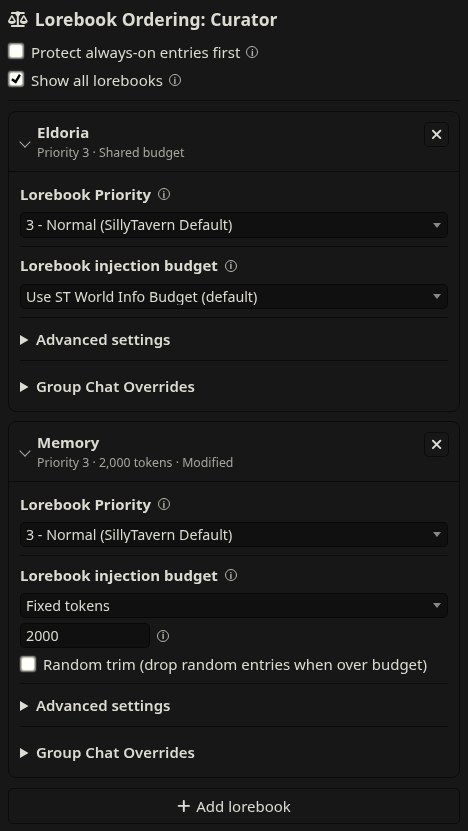 Lorebook Ordering: Curator
Protect always-on entries first
Show all lorebooks
Eldoria
Priority 3 · Shared budget
Lorebook Priority
3 - Normal (SillyTavern Default)
Lorebook injection budget
Use ST World Info Budget (default)
Advanced settings
Group Chat Overrides
Memory
Priority 3 · 2,000 tokens · Modified
Lorebook Priority
3 - Normal (SillyTavern Default)
Lorebook injection budget
Fixed tokens
2000
Random trim (drop random entries when over budget)
Advanced settings
Group Chat Overrides
+ Add lorebook